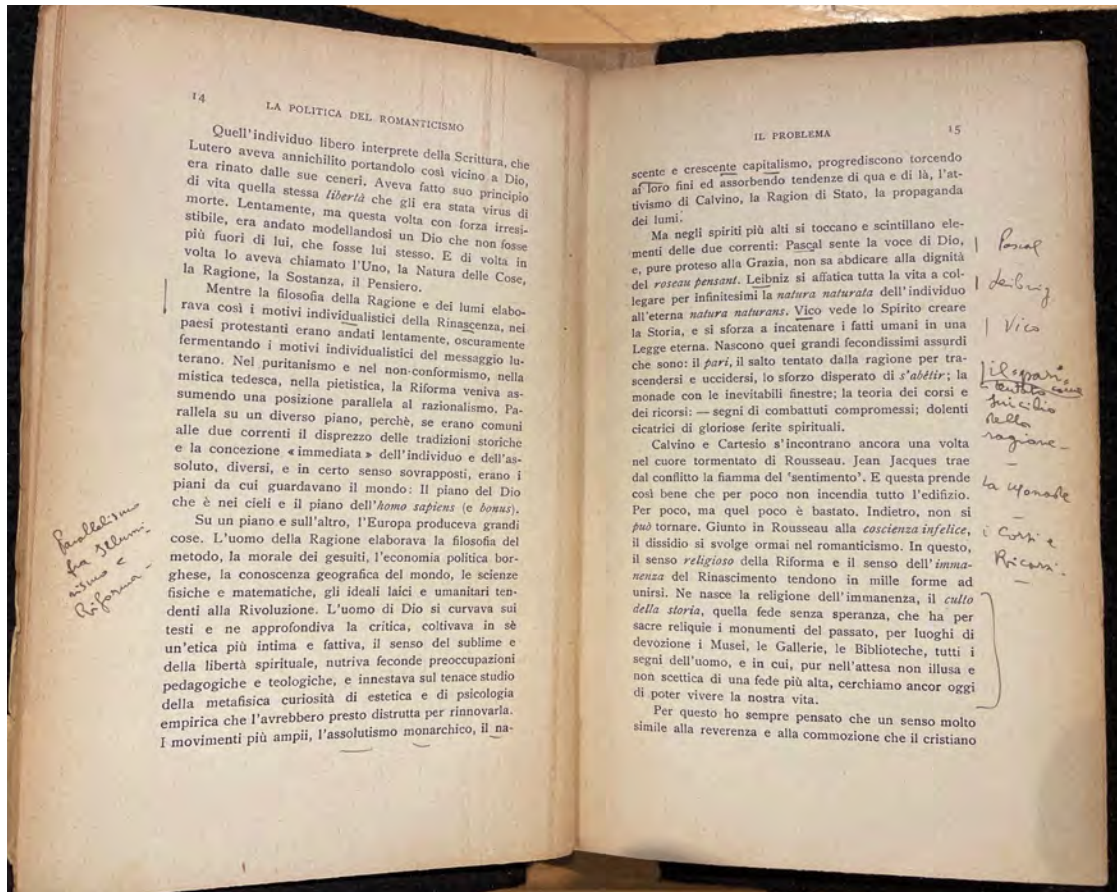 14
LA POLITICA DEL ROMANTICISMO
Quell'individuo libero interprete della Scrittura, che
Lutero aveva annichilito portandolo così vicino a Dio,
era rinato dalle sue ceneri. Aveva fatto suo principio
di vita quella stessa libertà che gli era stata virus di
morte. Lentamente, ma questa volta con forza irresi-
stibile, era andato modellandosi un Dio che non fosse
più fuori di lui, che fosse lui stesso. E di volta in
volta lo aveva chiamato l'Uno, la Natura delle Cose,
la Ragione, la Sostanza, il Pensiero.
Mentre la filosofia della Ragione e dei lumi elabo-
rava così i motivi individualistici della Rinascenza, nei
paesi protestanti erano andati lentamente, oscuramente
fermentando i motivi individualistici del messaggio lu-
terano. Nel puritanismo e nel non-conformismo, nella
mistica tedesca, nella pietistica, la Riforma veniva as-
sumendo una posizione parallela al razionalismo. Pa-
rallela su un diverso piano, perchè, se erano comuni
alle due correnti il disprezzo delle tradizioni storiche
e la concezione « immediata » dell'individuo e dell'as-
soluto, diversi, e in certo senso sovrapposti, erano i
piani da cui guardavano il mondo: Il piano del Dio
che è nei cieli e il piano dell'homo sapiens (e bonus).
Su un piano e sull'altro, l'Europa produceva grandi
cose. L'uomo della Ragione elaborava la filosofia del
metodo, la morale dei gesuiti, l'economia politica bor-
ghese, la conoscenza geografica del mondo, le scienze
fisiche e matematiche, gli ideali laici e umanitari ten-
denti alla Rivoluzione. L'uomo di Dio si curvava sui
testi e ne approfondiva la critica, coltivava in sè
un'etica più intima e fattiva, il senso del sublime e
della libertà spirituale, nutriva feconde preoccupazioni
pedagogiche e teologiche, e innestava sul tenace studio
della metafisica curiosità di estetica e di psicologia
empirica che l'avrebbero presto distrutta per rinnovarla.
I movimenti più ampii, l'assolutismo monarchico, il na-
Parallelismo
fra Illumi-
nismo e
Riforma -
IL PROBLEMA
15
scente e crescente capitalismo, progrediscono torcendo
ai loro fini ed assorbendo tendenze di qua e di là, l'at-
tivismo di Calvino, la Ragion di Stato, la propaganda
dei lumi.
Ma negli spiriti più alti si toccano e scintillano ele-
menti delle due correnti: Pascal sente la voce di Dio,
e, pure proteso alla Grazia, non sa abdicare alla dignità
del roseau pensant. Leibniz si affatica tutta la vita a col-
legare per infinitesimi la natura naturata dell'individuo
all'eterna natura naturans. Vico vede lo Spirito creare
la Storia, e si sforza a incatenare i fatti umani in una
Legge eterna. Nascono quei grandi fecondissimi assurdi
che sono: il pari, il salto tentato dalla ragione per tra-
scendersi e uccidersi, lo sforzo disperato di s'abêtir; la
monade con le inevitabili finestre; la teoria dei corsi e
dei ricorsi: — segni di combattuti compromessi; dolenti
cicatrici di gloriose ferite spirituali.
Calvino e Cartesio s'incontrano ancora una volta
nel cuore tormentato di Rousseau. Jean Jacques trae
dal conflitto la fiamma del 'sentimento'. E questa prende
così bene che per poco non incendia tutto l'edifizio.
Per poco, ma quel poco è bastato. Indietro, non si
può tornare. Giunto in Rousseau alla coscienza infelice,
il dissidio si svolge ormai nel romanticismo. In questo,
il senso religioso della Riforma e il senso dell'imma-
nenza del Rinascimento tendono in mille forme ad
unirsi. Ne nasce la religione dell'immanenza, il culto
della storia, quella fede senza speranza, che ha per
sacre reliquie i monumenti del passato, per luoghi di
devozione i Musei, le Gallerie, le Biblioteche, tutti i
segni dell'uomo, e in cui, pur nell'attesa non illusa e
non scettica di una fede più alta, cerchiamo ancor oggi
di poter vivere la nostra vita.
Per questo ho sempre pensato che un senso molto
simile alla reverenza e alla commozione che il cristiano
Pascal
Leibniz
Vico
il pari,
tentato come
suicidio
della
ragione -
La Monade
i Corsi e
Ricorsi.